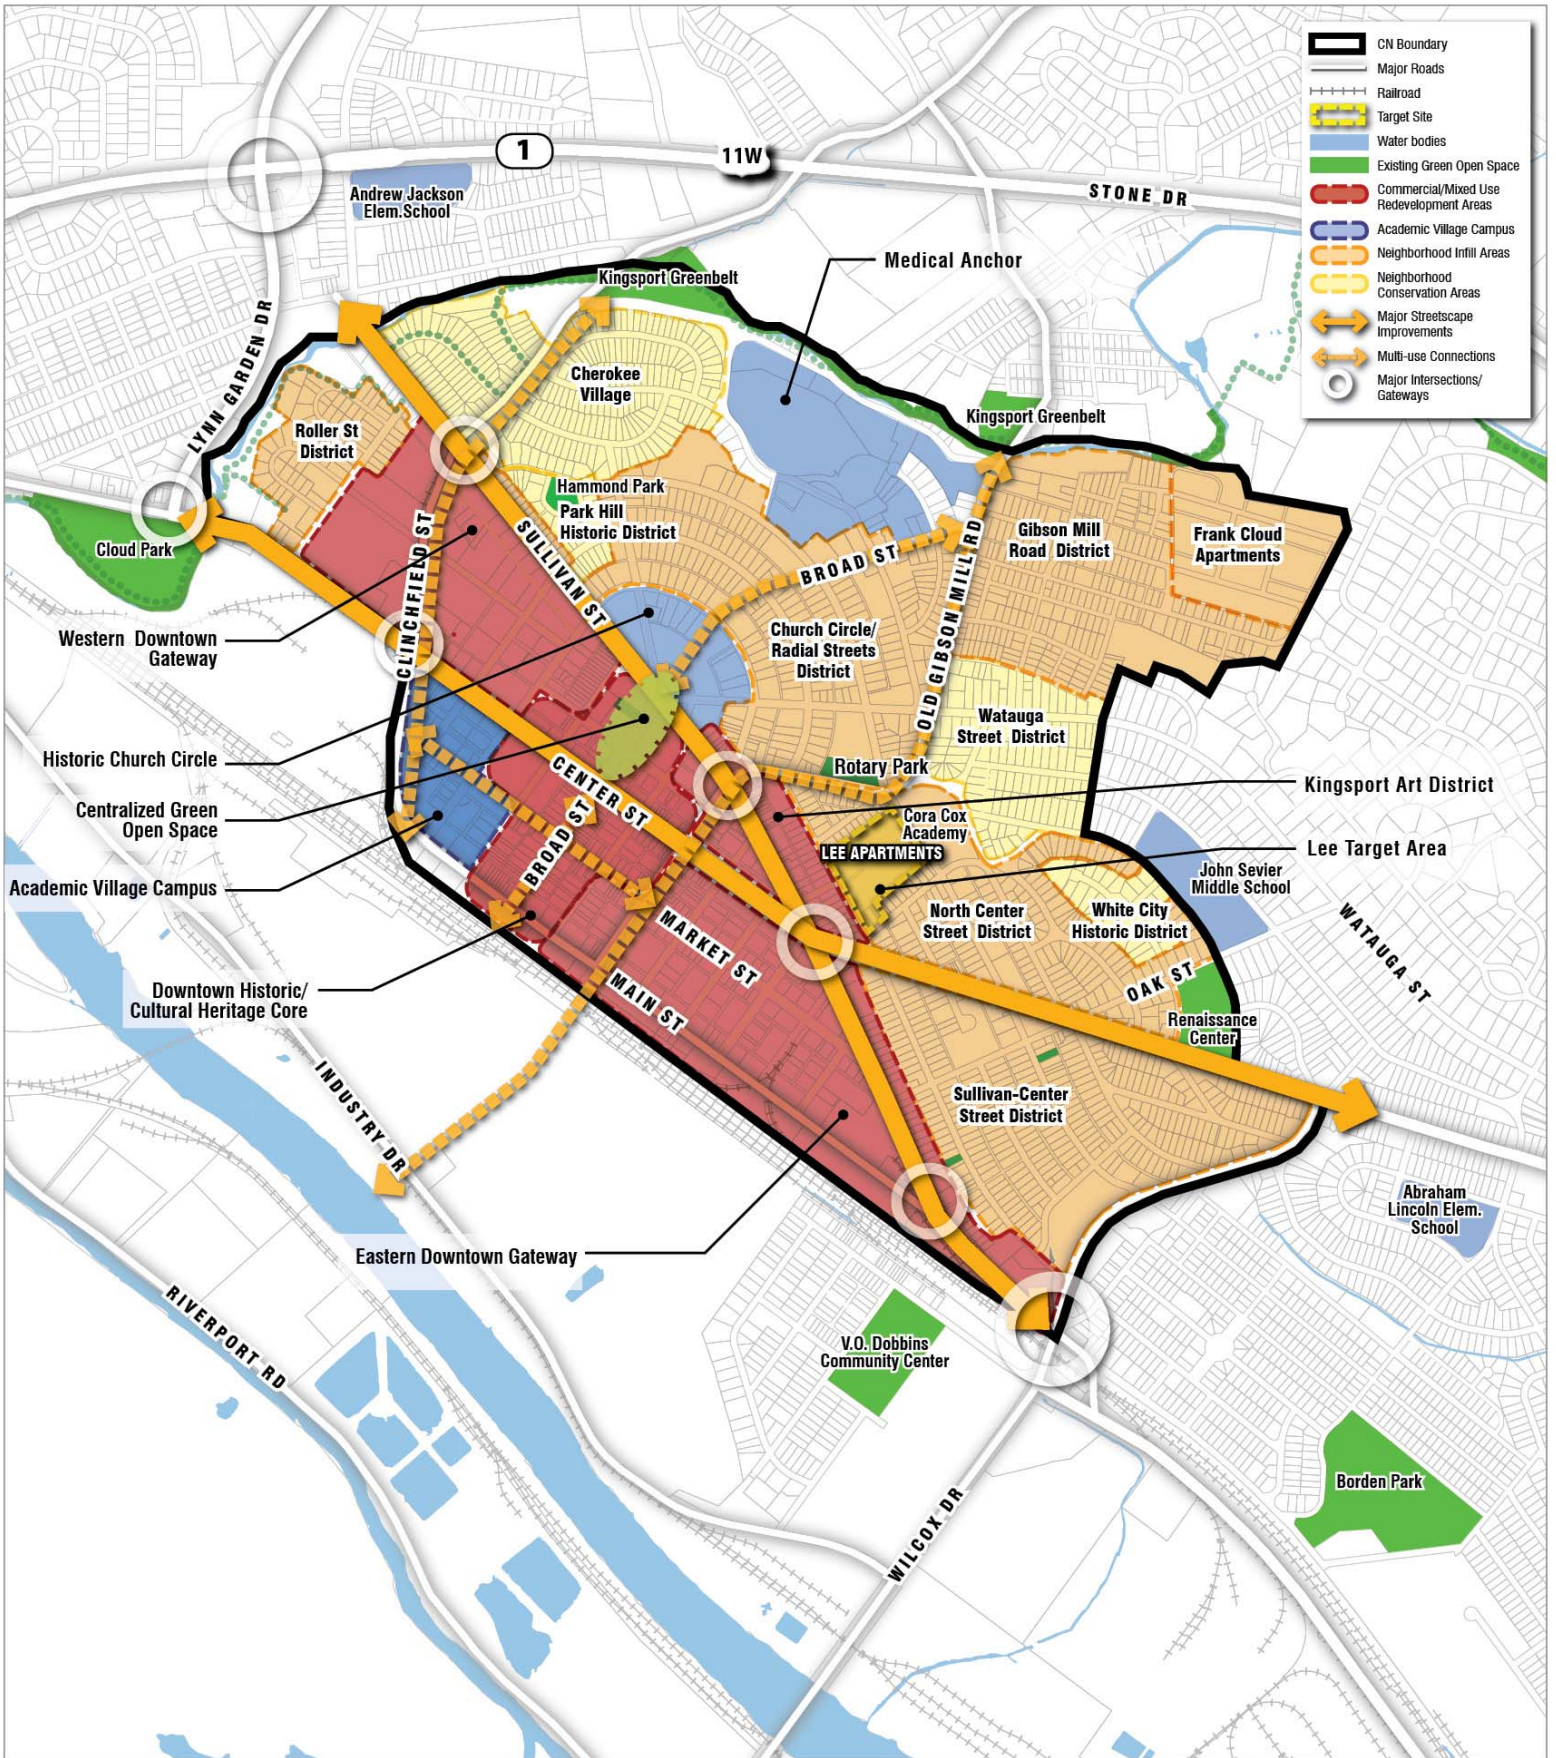 CN Boundary
Major Roads
Railroad
Target Site
Water bodies
Existing Green Open Space
Commercial/Mixed Use
Redevelopment Areas
Academic Village Campus
Neighborhood Infill Areas
Neighborhood
Conservation Areas
Major Streetscape
Improvements
Multi-use Connections
Major Intersections/
Gateways
1
11W
STONE DR
Andrew Jackson
Elem.School
Kingsport Greenbelt
Medical Anchor
LYNN GARDEN DR
Cherokee
Village
Kingsport Greenbelt
Roller St
District
Hammond Park
Park Hill
Historic District
SULLIVAN ST
CLINCHFIELD ST
Cloud Park
BROAD ST
OLD GIBSON MILL RD
Gibson Mill
Road District
Frank Cloud
Apartments
Western Downtown
Gateway
Church Circle/
Radial Streets
District
Watauga
Street District
Historic Church Circle
CENTER ST
Rotary Park
Kingsport Art District
Centralized Green
Open Space
BROAD ST
Cora Cox
Academy
LEE APARTMENTS
Lee Target Area
John Sevier
Middle School
Academic Village Campus
North Center
Street District
White City
Historic District
WATAUGA ST
MARKET ST
OAK ST
Downtown Historic/
Cultural Heritage Core
MAIN ST
Renaissance
Center
INDUSTRY DR
Sullivan-Center
Street District
Abraham
Lincoln Elem.
School
Eastern Downtown Gateway
RIVERPORT RD
V.O. Dobbins
Community Center
Borden Park
WILCOX DR